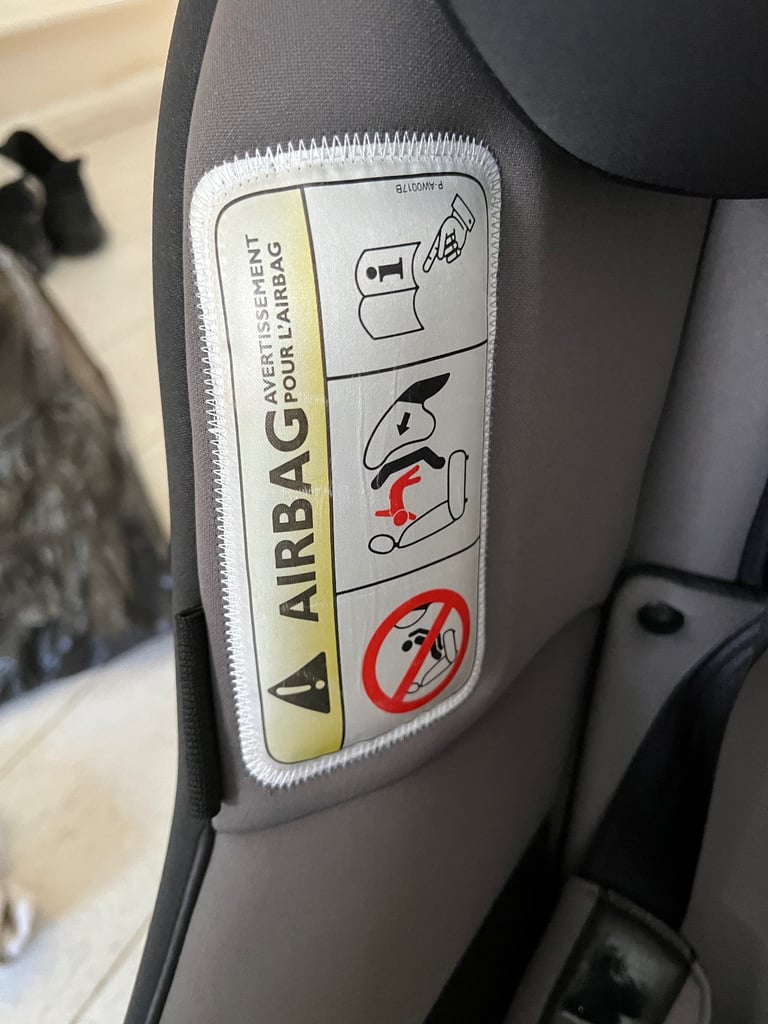 AIRBAG
AVERTISSEMENT
POUR L'AIRBAG
i
P-AW0017B